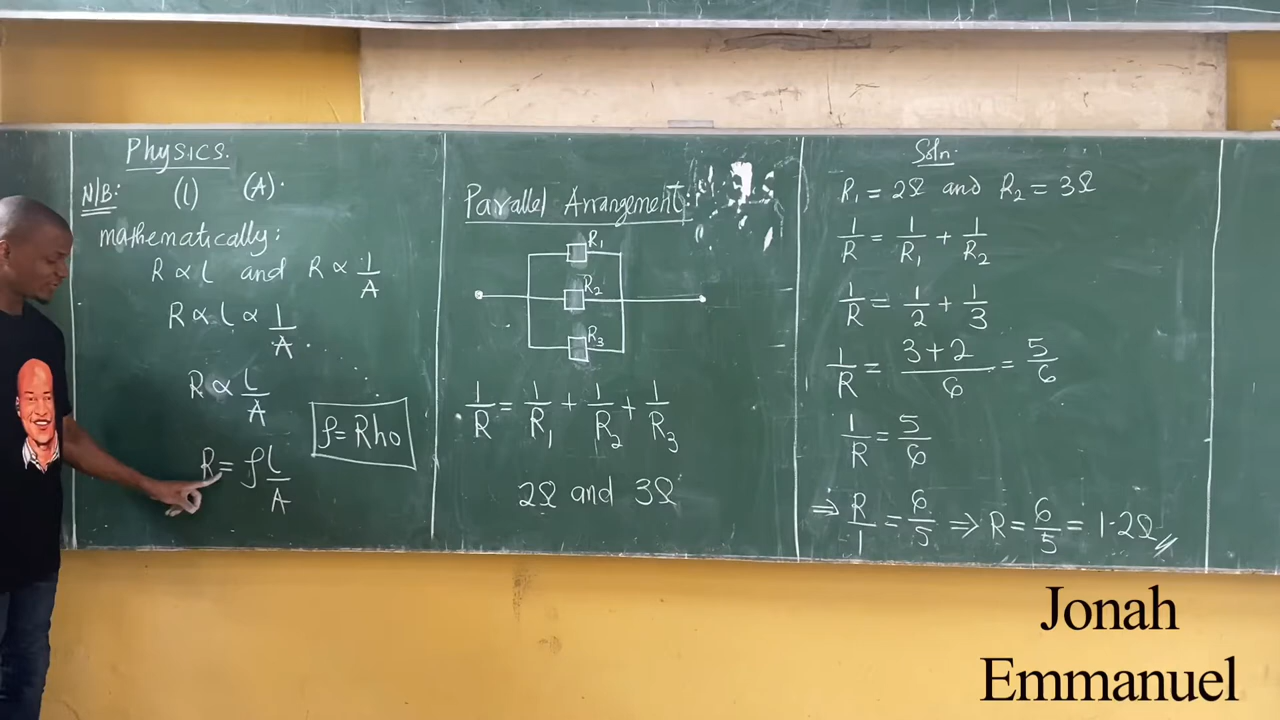 Physics.
N/B: (l) (A).
mathematically:
R ∝ l and R ∝ 1/A
R ∝ l ∝ 1/A
R ∝ l/A
R = ρl/A
ρ = Rho
Parallel Arrangement:
R₁
R₂
R₃
1/R = 1/R₁ + 1/R₂ + 1/R₃
2Ω and 3Ω
Soln.
R₁ = 2Ω and R₂ = 3Ω
1/R = 1/R₁ + 1/R₂
1/R = 1/2 + 1/3
1/R = (3+2)/6 = 5/6
1/R = 5/6
⇒ R/1 = 6/5 ⇒ R = 6/5 = 1·2Ω
Jonah
Emmanuel